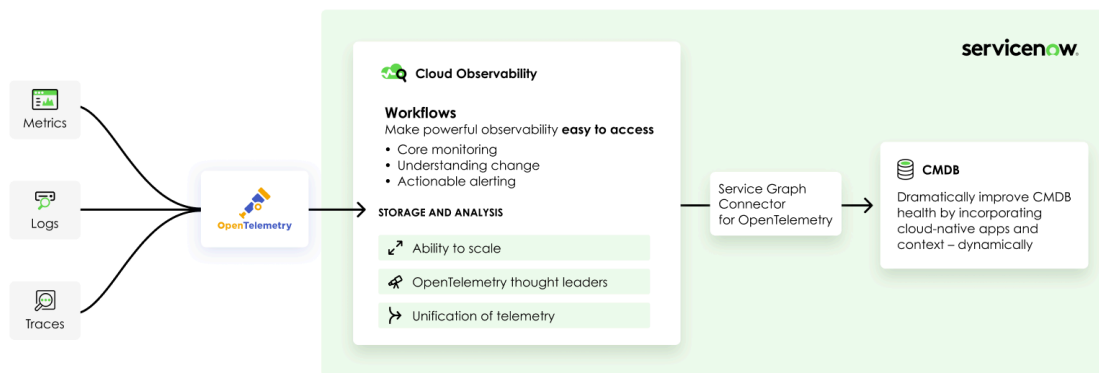 servicenow.
Metrics
Logs
Traces
OpenTelemetry
Cloud Observability
Workflows
Make powerful observability easy to access
• Core monitoring
• Understanding change
• Actionable alerting
STORAGE AND ANALYSIS
Ability to scale
OpenTelemetry thought leaders
Unification of telemetry
Service Graph
Connector
for OpenTelemetry
CMDB
Dramatically improve CMDB
health by incorporating
cloud-native apps and
context – dynamically